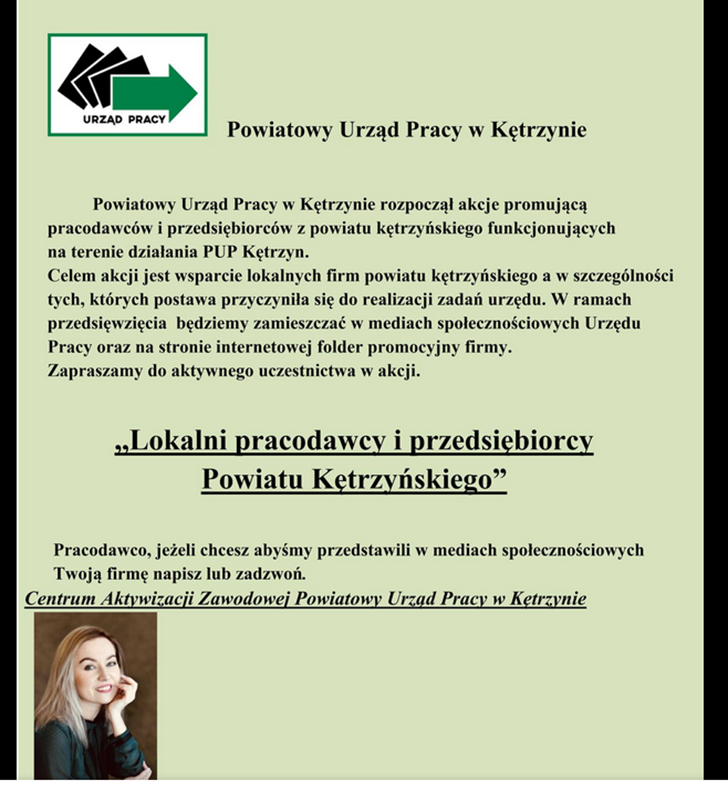 URZĄD PRACY
Powiatowy Urząd Pracy w Kętrzynie
Powiatowy Urząd Pracy w Kętrzynie rozpoczął akcje promującą
pracodawców i przedsiębiorców z powiatu kętrzyńskiego funkcjonujących
na terenie działania PUP Kętrzyn.
Celem akcji jest wsparcie lokalnych firm powiatu kętrzyńskiego a w szczególności
tych, których postawa przyczyniła się do realizacji zadań urzędu. W ramach
przedsięwzięcia będziemy zamieszczać w mediach społecznościowych Urzędu
Pracy oraz na stronie internetowej folder promocyjny firmy.
Zapraszamy do aktywnego uczestnictwa w akcji.
„Lokalni pracodawcy i przedsiębiorcy
Powiatu Kętrzyńskiego”
Pracodawco, jeżeli chcesz abyśmy przedstawili w mediach społecznościowych
Twoją firmę napisz lub zadzwoń.
Centrum Aktywizacji Zawodowej Powiatowy Urząd Pracy w Kętrzynie